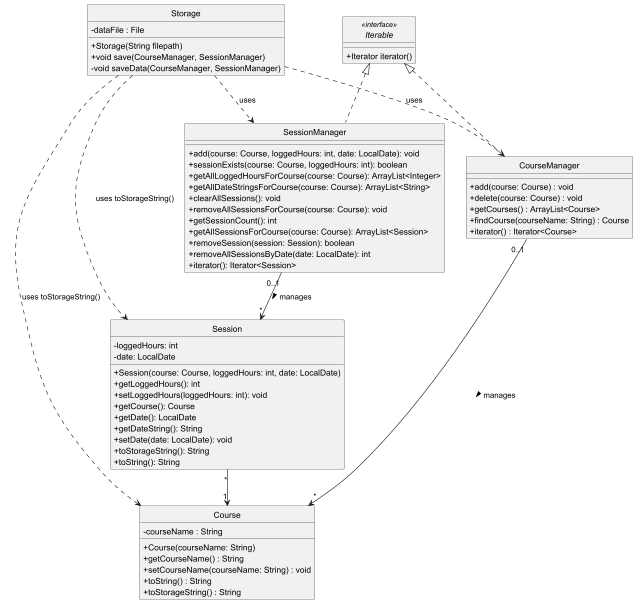 Storage
-dataFile : File
+Storage(String filepath)
+void save(CourseManager, SessionManager)
-void saveData(CourseManager, SessionManager)
«interface»
Iterable
+Iterator iterator()
uses
uses
SessionManager
+add(course: Course, loggedHours: int, date: LocalDate): void
+sessionExists(course: Course, loggedHours: int): boolean
+getAllLoggedHoursForCourse(course: Course): ArrayList<Integer>
+getAllDateStringsForCourse(course: Course): ArrayList<String>
+clearAllSessions(): void
+removeAllSessionsForCourse(course: Course): void
+getSessionCount(): int
+getAllSessionsForCourse(course: Course): ArrayList<Session>
+removeSession(session: Session): boolean
+removeAllSessionsByDate(date: LocalDate): int
+iterator(): Iterator<Session>
CourseManager
+add(course: Course) : void
+delete(course: Course) : void
+getCourses() : ArrayList<Course>
+findCourse(courseName: String) : Course
+iterator() : Iterator<Course>
uses toStorageString()
0..1
0..1
manages
uses toStorageString()
*
Session
-loggedHours: int
-date: LocalDate
+Session(course: Course, loggedHours: int, date: LocalDate)
+getLoggedHours(): int
+setLoggedHours(loggedHours: int): void
+getCourse(): Course
+getDate(): LocalDate
+getDateString(): String
+setDate(date: LocalDate): void
+toStorageString(): String
+toString(): String
manages
*
1
*
Course
-courseName : String
+Course(courseName: String)
+getCourseName() : String
+setCourseName(courseName: String) : void
+toString() : String
+toStorageString() : String